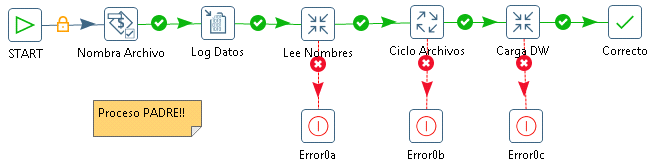 START
Nombra Archivo
Log Datos
Lee Nombres
Ciclo Archivos
Carga DW
Correcto
Proceso PADRE!!
Error0a
Error0b
Error0c